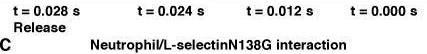 t = 0.028 s t = 0.024 s t = 0.012 s t = 0.000 s
Release
C Neutrophil/L-selectinN138G interaction